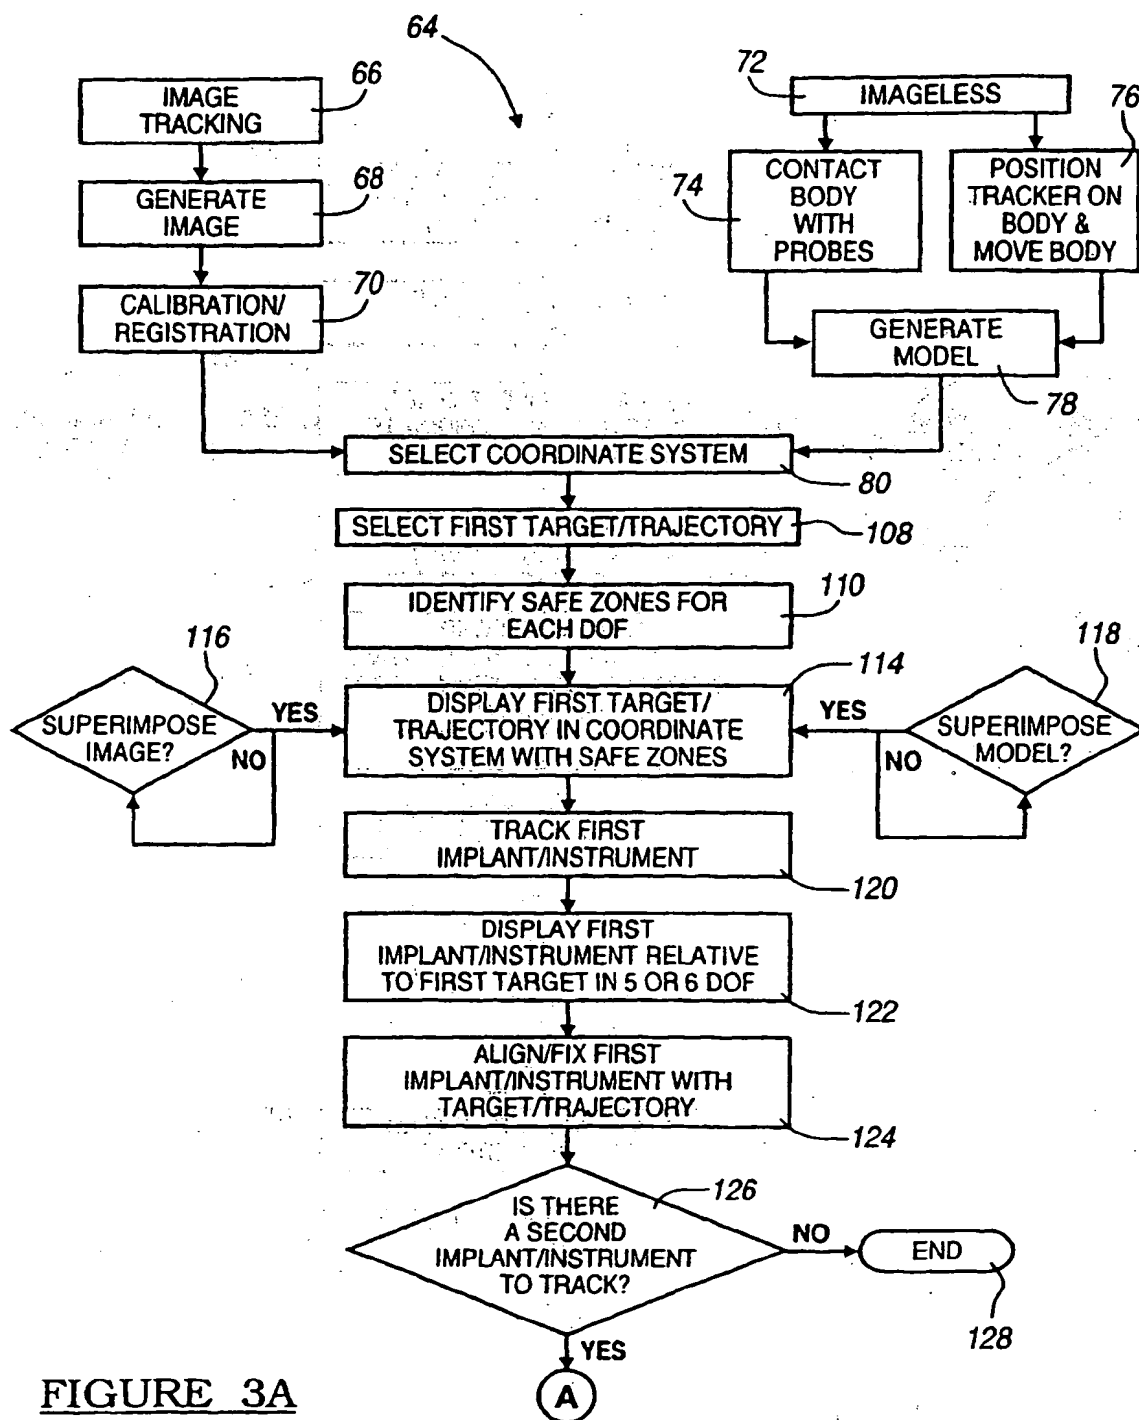 64
66
IMAGE
TRACKING
68
GENERATE
IMAGE
70
CALIBRATION/
REGISTRATION
72
IMAGELESS
76
74
CONTACT
BODY
WITH
PROBES
POSITION
TRACKER ON
BODY &
MOVE BODY
GENERATE
MODEL
78
SELECT COORDINATE SYSTEM
80
SELECT FIRST TARGET/TRAJECTORY
108
IDENTIFY SAFE ZONES FOR
EACH DOF
110
116
SUPERIMPOSE
IMAGE?
YES
NO
114
DISPLAY FIRST TARGET/
TRAJECTORY IN COORDINATE
SYSTEM WITH SAFE ZONES
118
YES
NO
SUPERIMPOSE
MODEL?
TRACK FIRST
IMPLANT/INSTRUMENT
120
DISPLAY FIRST
IMPLANT/INSTRUMENT RELATIVE
TO FIRST TARGET IN 5 OR 6 DOF
122
ALIGN/FIX FIRST
IMPLANT/INSTRUMENT WITH
TARGET/TRAJECTORY
124
126
IS THERE
A SECOND
IMPLANT/INSTRUMENT
TO TRACK?
NO
END
128
YES
A
FIGURE 3A